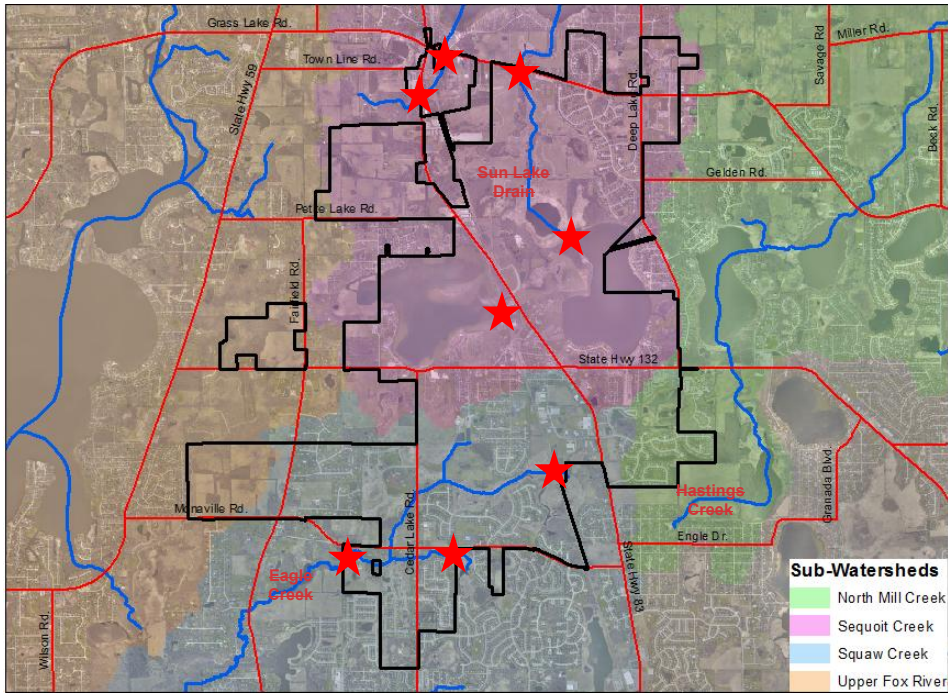 Grass Lake Rd.
Town Line Rd.
State Hwy 59
Deep Lake Rd.
Savage Rd
Miller Rd.
Beck Rd.
Sun Lake
Drain
Gelden Rd.
Petite Lake Rd.
Fairfield Rd.
State Hwy 132
Granada Blvd.
Monaville Rd.
Cedar Lake Rd.
Hastings
Creek
Engle Dr.
Eagle
Creek
State Hwy 83
Wilson Rd.
Sub-Watersheds
North Mill Creek
Sequoit Creek
Squaw Creek
Upper Fox River